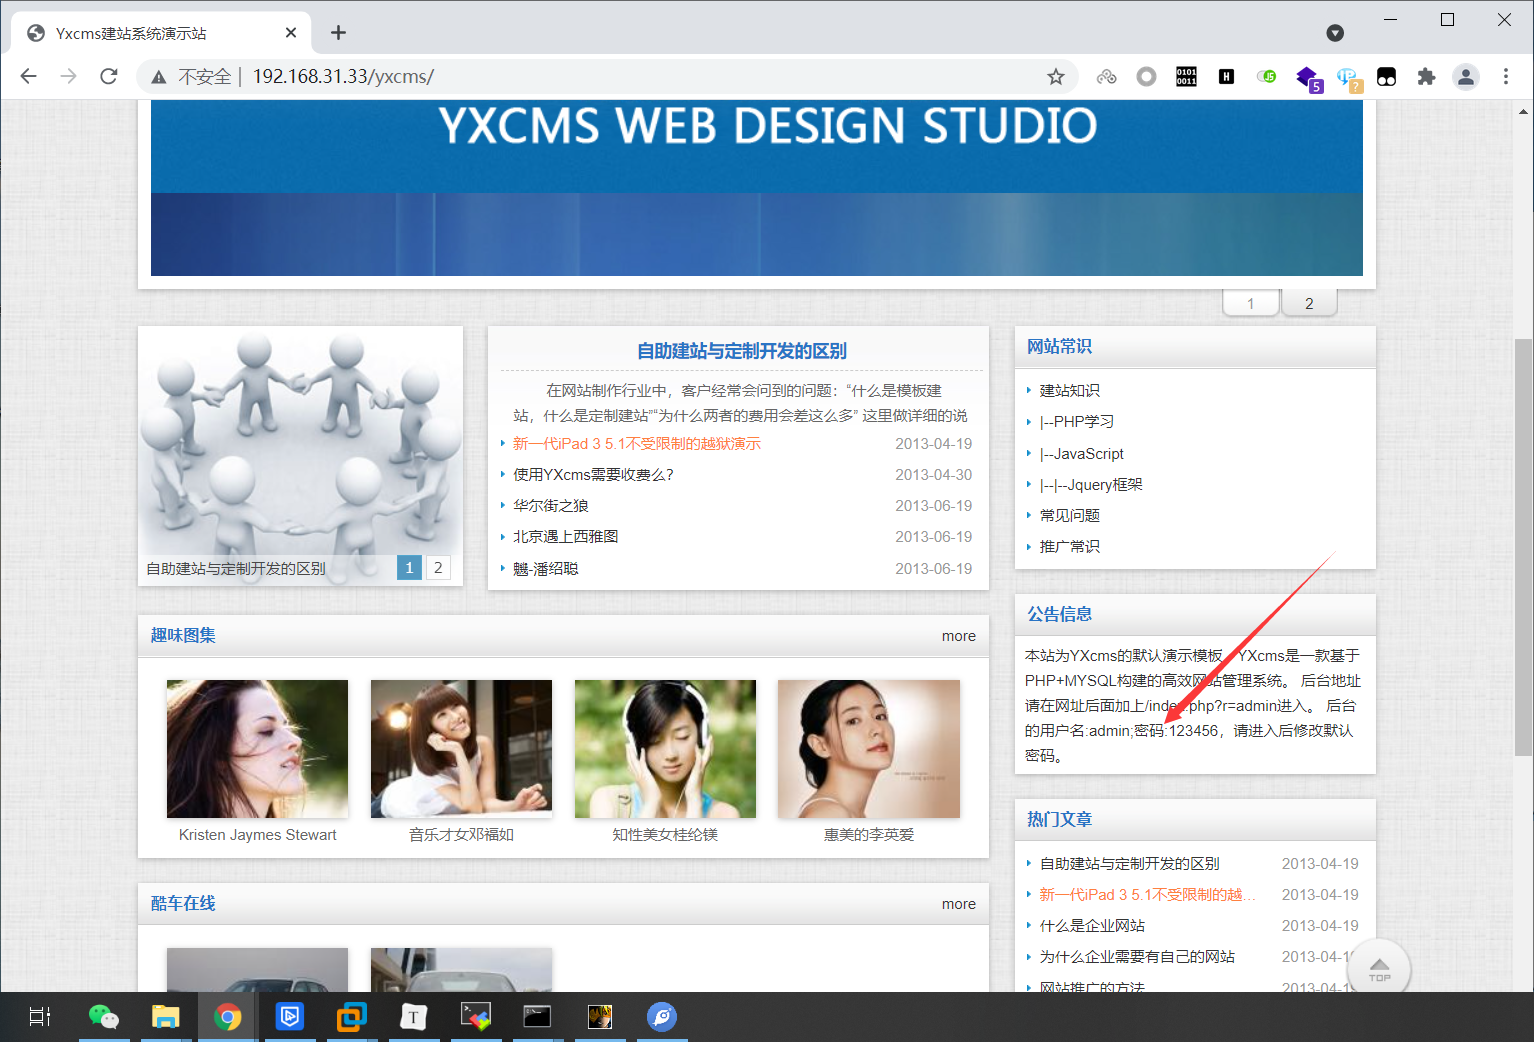 Yxcms建站系统演示站
不安全 | 192.168.31.33/yxcms/
YXCMS WEB DESIGN STUDIO
1
2
自助建站与定制开发的区别
1
2
自助建站与定制开发的区别
在网站制作行业中，客户经常会问到的问题：“什么是模板建
站，什么是定制建站”“为什么两者的费用会差这么多” 这里做详细的说
新一代iPad 3 5.1不受限制的越狱演示 2013-04-19
使用YXcms需要收费么? 2013-04-30
华尔街之狼 2013-06-19
北京遇上西雅图 2013-06-19
魑-潘绍聪 2013-06-19
网站常识
建站知识
|--PHP学习
|--JavaScript
|--|--Jquery框架
常见问题
推广常识
公告信息
本站为YXcms的默认演示模板，YXcms是一款基于
PHP+MYSQL构建的高效网站管理系统。 后台地址
请在网址后面加上/index.php?r=admin进入。 后台
的用户名:admin;密码:123456，请进入后修改默认
密码。
趣味图集
more
Kristen Jaymes Stewart
音乐才女邓福如
知性美女桂纶镁
惠美的李英爱
酷车在线
more
热门文章
自助建站与定制开发的区别 2013-04-19
新一代iPad 3 5.1不受限制的越... 2013-04-19
什么是企业网站 2013-04-19
为什么企业需要有自己的网站 2013-04-1
网站推广的方法 2013-04-1
TOP